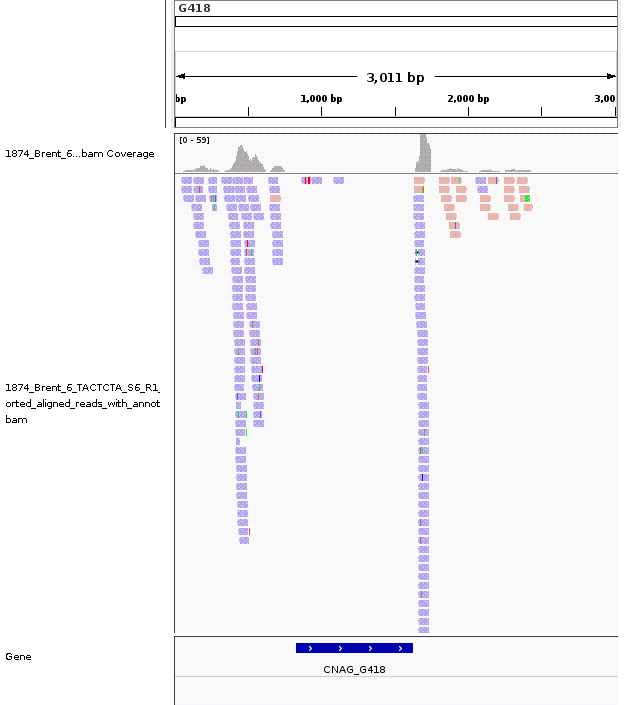 G418
3,011 bp
bp 1,000 bp 2,000 bp 3,00
[0 - 59]
1874_Brent_6...bam Coverage
1874_Brent_6_TACTCTA_S6_R1_
orted_aligned_reads_with_annot
bam
Gene
CNAG_G418